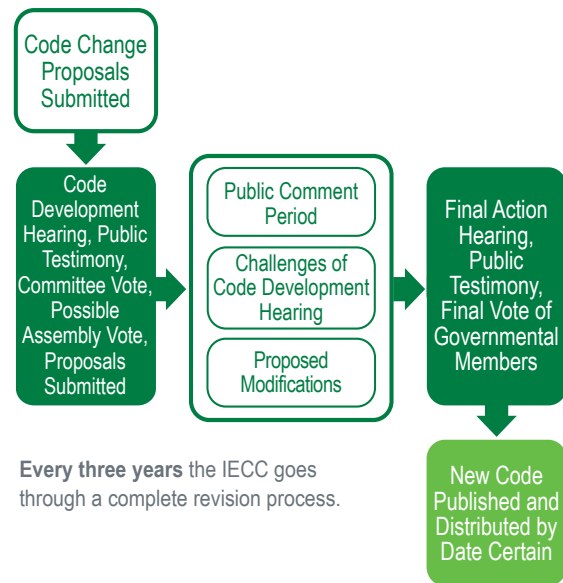 Code Change
Proposals
Submitted
Code
Development
Hearing, Public
Testimony,
Committee Vote,
Possible
Assembly Vote,
Proposals
Submitted
Public Comment
Period
Challenges of
Code Development
Hearing
Proposed
Modifications
Final Action
Hearing,
Public
Testimony,
Final Vote of
Governmental
Members
Every three years the IECC goes
through a complete revision process.
New Code
Published and
Distributed by
Date Certain